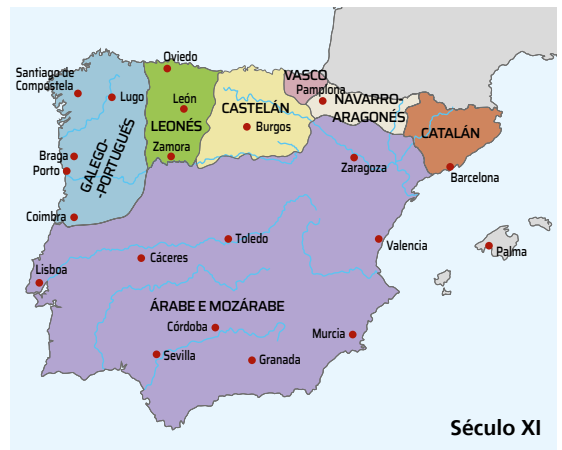 Oviedo
Santiago de
Compostela
Lugo
León
LEONÉS
Zamora
CASTELÁN
Burgos
VASCO
Pamplona
NAVARRO-
ARAGONÉS
CATALÁN
Zaragoza
Barcelona
GALEGO-
-PORTUGUÉS
Braga
Porto
Coimbra
Toledo
Valencia
Palma
Cáceres
Lisboa
ÁRABE E MOZÁRABE
Córdoba
Murcia
Sevilla
Granada
Século XI